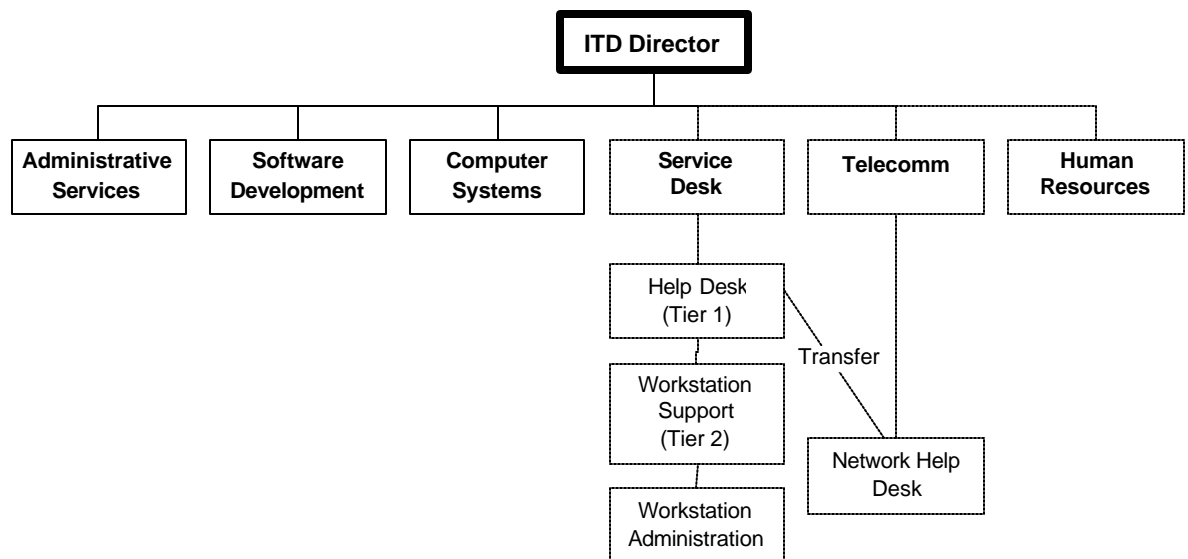 ITD Director
Administrative
Services
Software
Development
Computer
Systems
Service
Desk
Telecomm
Human
Resources
Help Desk
(Tier 1)
Transfer
Workstation
Support
(Tier 2)
Network Help
Desk
Workstation
Administration